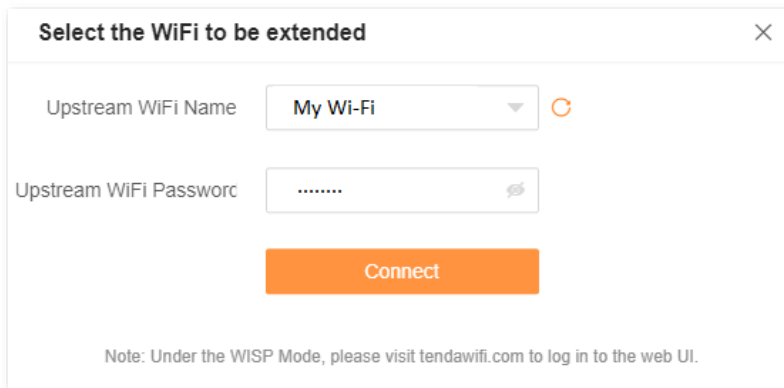 Select the WiFi to be extended
Upstream WiFi Name My Wi-Fi
Upstream WiFi Password ........
Connect
Note: Under the WISP Mode, please visit tendawifi.com to log in to the web UI.